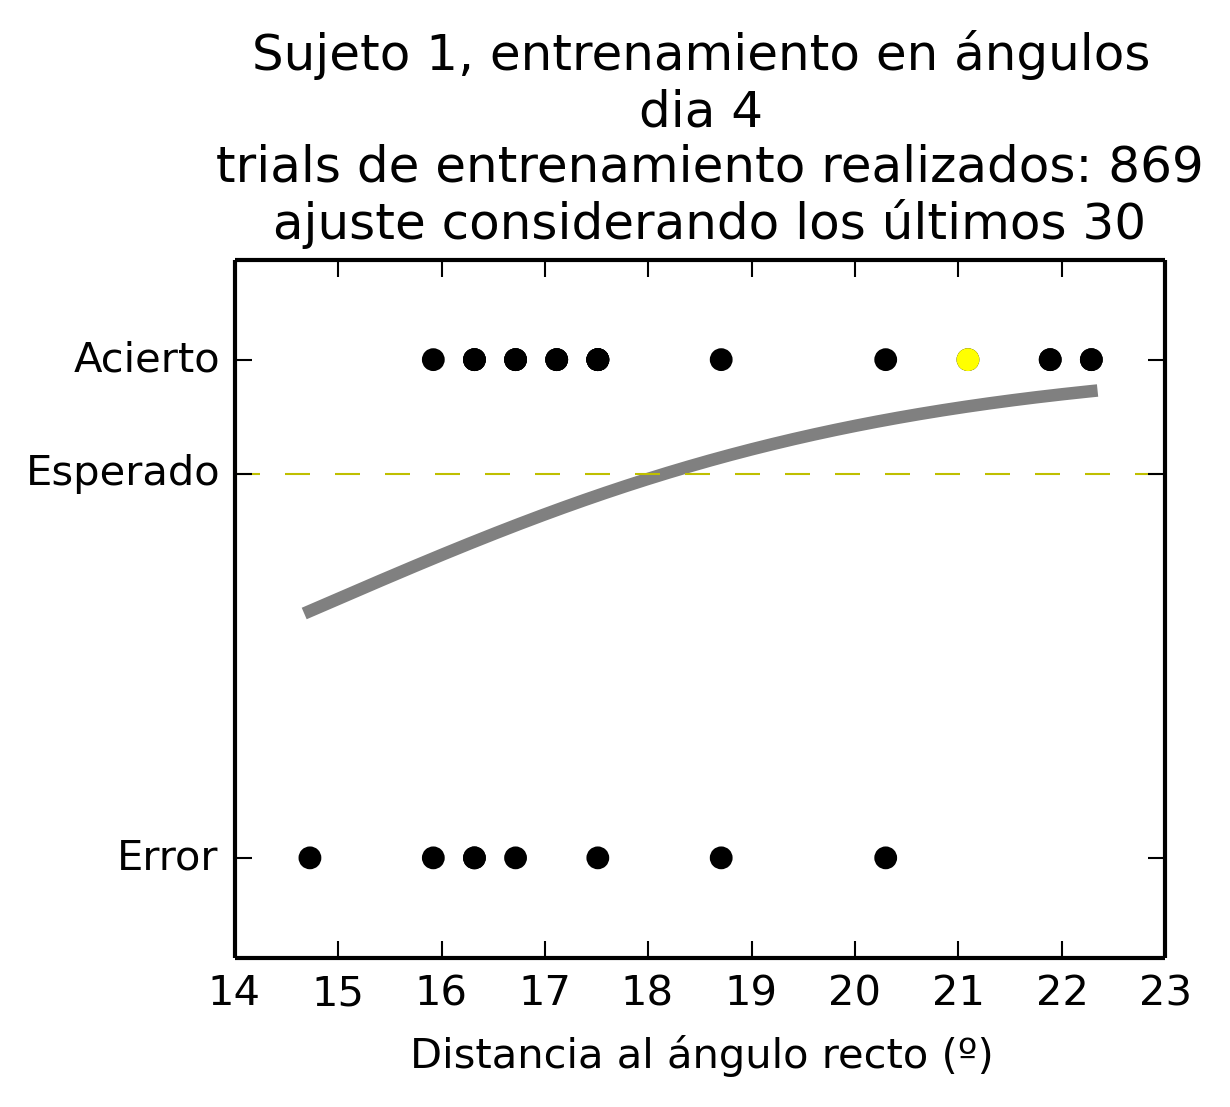 Sujeto 1, entrenamiento en ángulos
dia 4
trials de entrenamiento realizados: 869
ajuste considerando los últimos 30
Acierto
Esperado
Error
14 15 16 17 18 19 20 21 22 23
Distancia al ángulo recto (º)